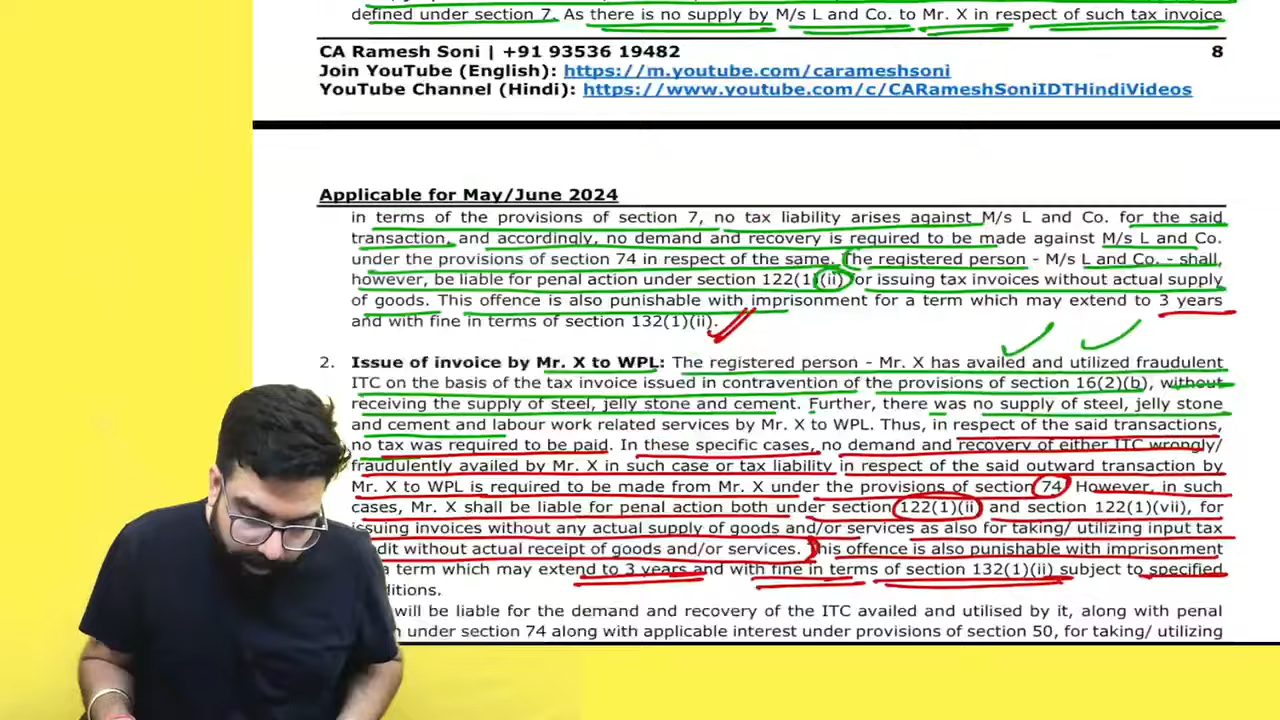 defined under section 7. As there is no supply by M/s L and Co. to Mr. X in respect of such tax invoice
CA Ramesh Soni | +91 93536 19482 8
Join YouTube (English): https://m.youtube.com/carameshsoni
YouTube Channel (Hindi): https://www.youtube.com/c/CARameshSoniIDTHindiVideos
Applicable for May/June 2024
in terms of the provisions of section 7, no tax liability arises against M/s L and Co. for the said
transaction, and accordingly, no demand and recovery is required to be made against M/s L and Co.
under the provisions of section 74 in respect of the same. The registered person - M/s L and Co. - shall,
however, be liable for penal action under section 122(1)(ii) for issuing tax invoices without actual supply
of goods. This offence is also punishable with imprisonment for a term which may extend to 3 years
and with fine in terms of section 132(1)(ii).
2. Issue of invoice by Mr. X to WPL: The registered person - Mr. X has availed and utilized fraudulent
ITC on the basis of the tax invoice issued in contravention of the provisions of section 16(2)(b), without
receiving the supply of steel, jelly stone and cement. Further, there was no supply of steel, jelly stone
and cement and labour work related services by Mr. X to WPL. Thus, in respect of the said transactions,
no tax was required to be paid. In these specific cases, no demand and recovery of either ITC wrongly/
fraudulently availed by Mr. X in such case or tax liability in respect of the said outward transaction by
Mr. X to WPL is required to be made from Mr. X under the provisions of section 74. However, in such
cases, Mr. X shall be liable for penal action both under section 122(1)(ii) and section 122(1)(vii), for
issuing invoices without any actual supply of goods and/or services as also for taking/ utilizing input tax
dit without actual receipt of goods and/or services. This offence is also punishable with imprisonment
a term which may extend to 3 years and with fine in terms of section 132(1)(ii) subject to specified
ditions.
will be liable for the demand and recovery of the ITC availed and utilised by it, along with penal
under section 74 along with applicable interest under provisions of section 50, for taking/ utilizing